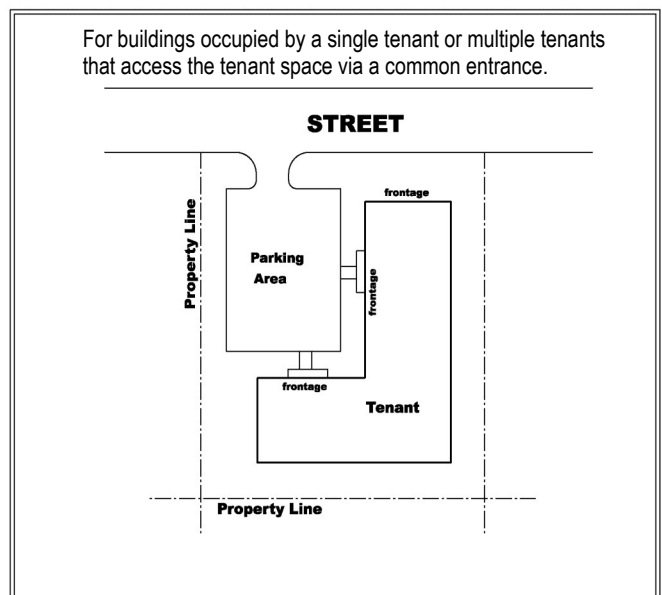 For buildings occupied by a single tenant or multiple tenants
that access the tenant space via a common entrance.
STREET
frontage
Property Line
Parking
Area
frontage
frontage
Tenant
Property Line